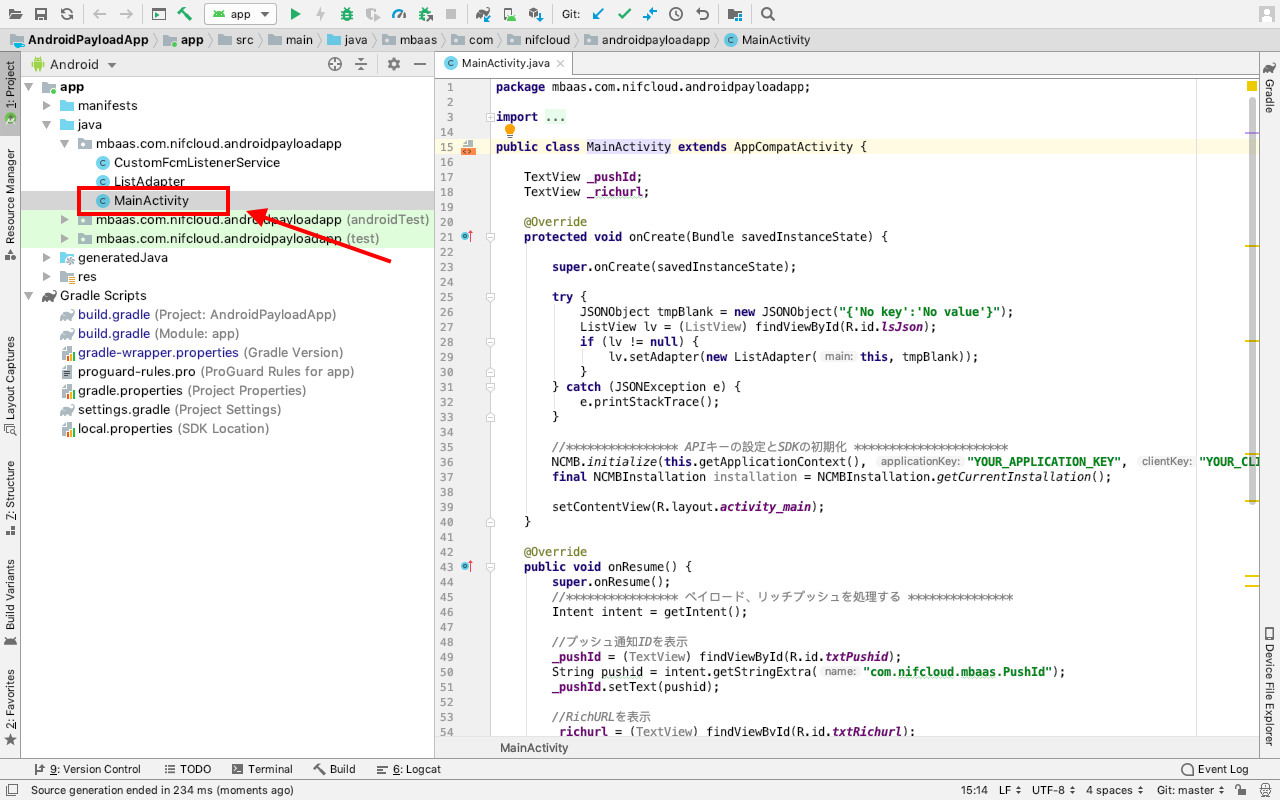 app
Git:
AndroidPayloadApp app src main java mbaas com nifcloud androidpayloadapp MainActivity
1: Project
Resource Manager
Layout Captures
Z: Structure
Build Variants
2: Favorites
Android
app
manifests
java
mbaas.com.nifcloud.androidpayloadapp
CustomFcmListenerService
ListAdapter
MainActivity
mbaas.com.nifcloud.androidpayloadapp (androidTest)
mbaas.com.nifcloud.androidpayloadapp (test)
generatedJava
res
Gradle Scripts
build.gradle (Project: AndroidPayloadApp)
build.gradle (Module: app)
gradle-wrapper.properties (Gradle Version)
proguard-rules.pro (ProGuard Rules for app)
gradle.properties (Project Properties)
settings.gradle (Project Settings)
local.properties (SDK Location)
MainActivity.java
1 package mbaas.com.nifcloud.androidpayloadapp;
2
3 import ...
14
15 public class MainActivity extends AppCompatActivity {
16
17 TextView _pushId;
18 TextView _richurl;
19
20 @Override
21 protected void onCreate(Bundle savedInstanceState) {
22
23 super.onCreate(savedInstanceState);
24
25 try {
26 JSONObject tmpBlank = new JSONObject("{'No key':'No value'}");
27 ListView lv = (ListView) findViewById(R.id.lsJson);
28 if (lv != null) {
29 lv.setAdapter(new ListAdapter( main: this, tmpBlank));
30 }
31 } catch (JSONException e) {
32 e.printStackTrace();
33 }
34
35 //**************** APIキーの設定とSDKの初期化 **********************
36 NCMB.initialize(this.getApplicationContext(), applicationKey: "YOUR_APPLICATION_KEY", clientKey: "YOUR_CLI
37 final NCMBInstallation installation = NCMBInstallation.getCurrentInstallation();
38
39 setContentView(R.layout.activity_main);
40 }
41
42 @Override
43 public void onResume() {
44 super.onResume();
45 //**************** ペイロード、リッチプッシュを処理する ***************
46 Intent intent = getIntent();
47
48 //プッシュ通知IDを表示
49 _pushId = (TextView) findViewById(R.id.txtPushid);
50 String pushid = intent.getStringExtra( name: "com.nifcloud.mbaas.PushId");
51 _pushId.setText(pushid);
52
53 //RichURLを表示
54 _richurl = (TextView) findViewById(R.id.txtRichurl);
MainActivity
Gradle
Device File Explorer
9: Version Control TODO Terminal Build 6: Logcat Event Log
Source generation ended in 234 ms (moments ago) 15:14 LF UTF-8 4 spaces Git: master